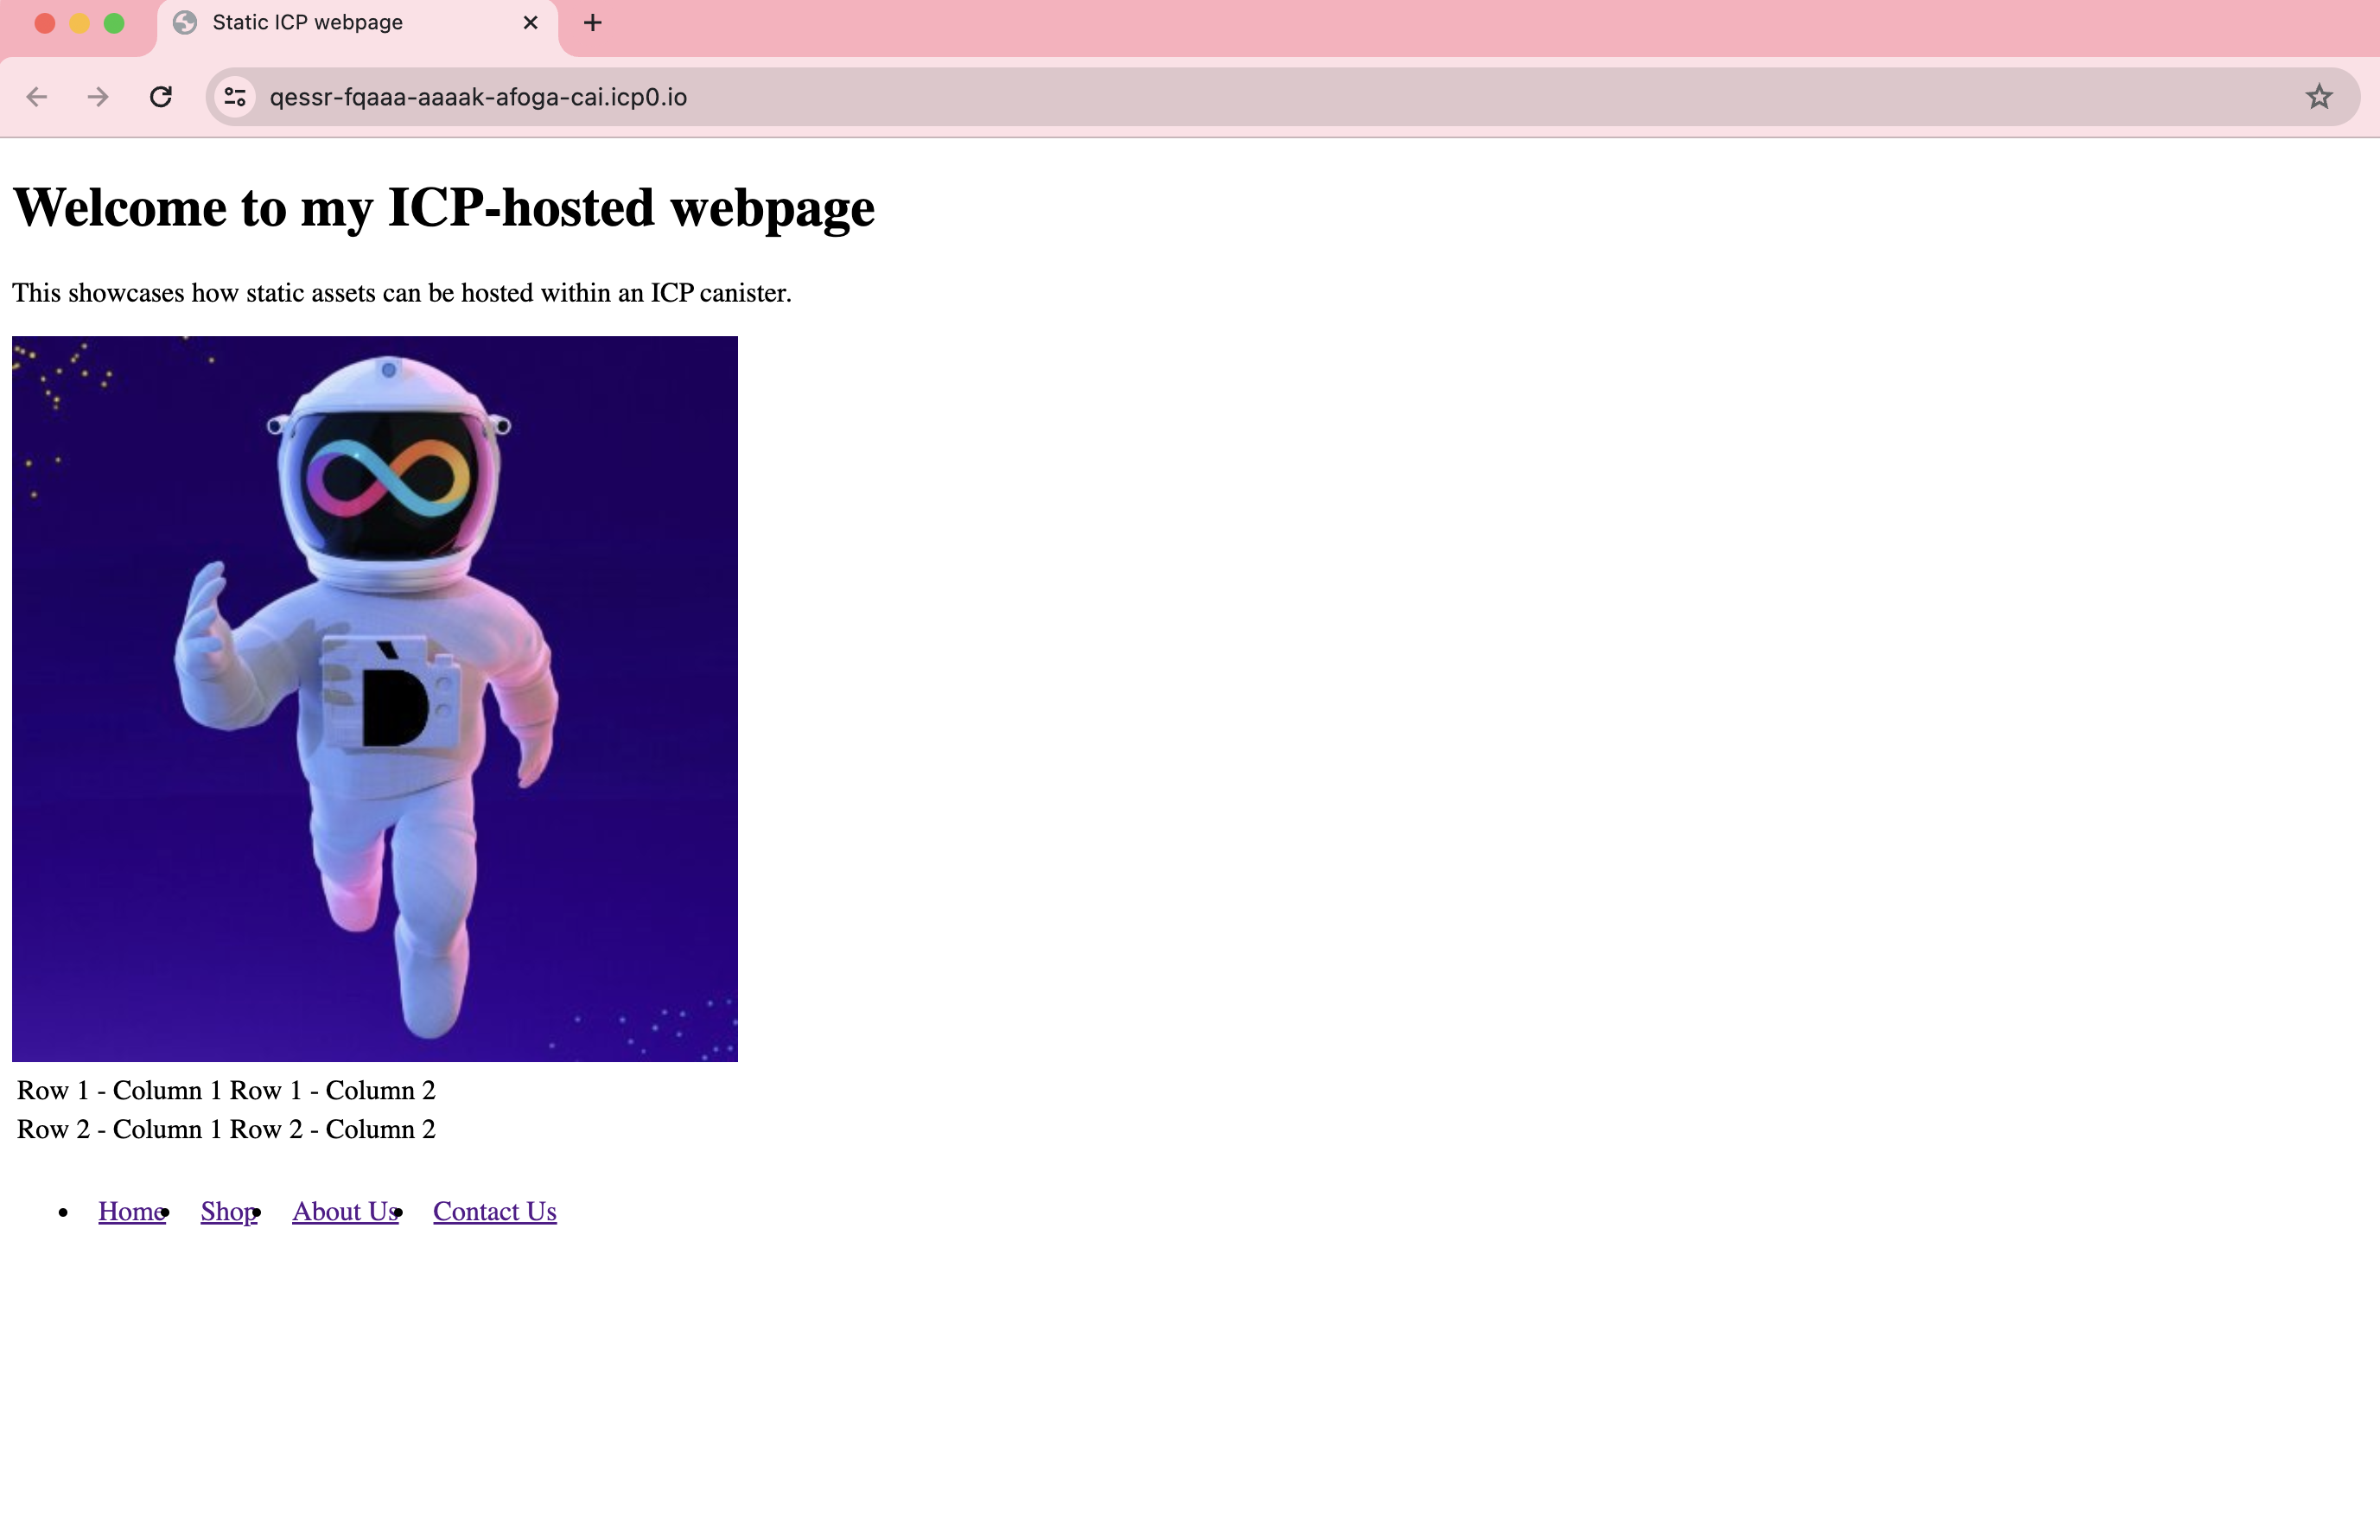 Static ICP webpage
qessr-fqaaa-aaaak-afoga-cai.icp0.io
Welcome to my ICP-hosted webpage
This showcases how static assets can be hosted within an ICP canister.
D̀
Row 1 - Column 1 Row 1 - Column 2
Row 2 - Column 1 Row 2 - Column 2
• Home • Shop • About Us • Contact Us